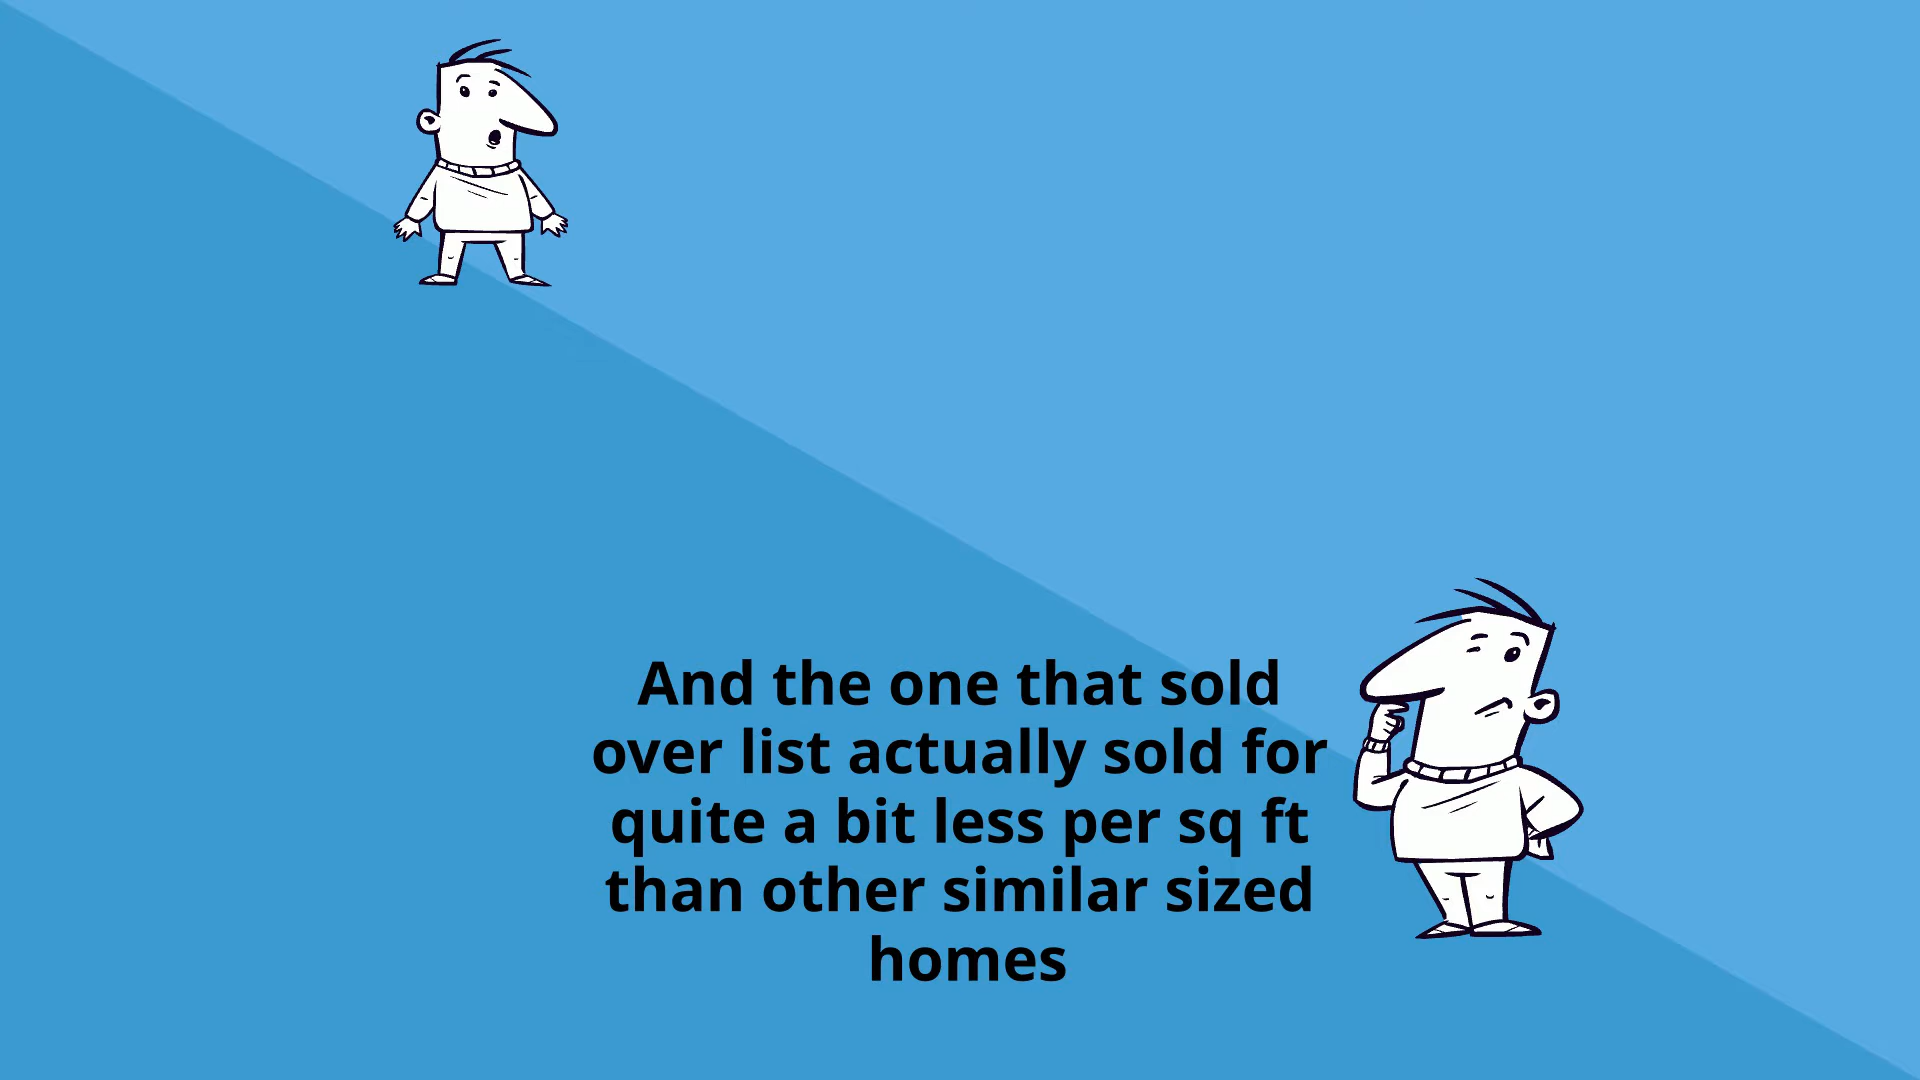 And the one that sold
over list actually sold for
quite a bit less per sq ft
than other similar sized
homes